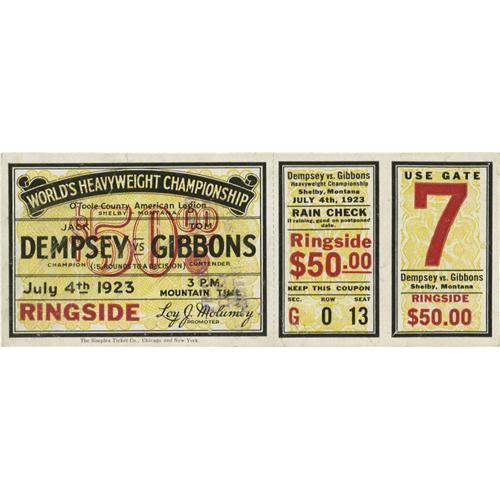 WORLD'S HEAVYWEIGHT CHAMPIONSHIP
O'Toole County, American Legion
SHELBY MONTANA
$50.00
JACK TOM
DEMPSEY VS GIBBONS
CHAMPION (15 ROUNDS TO A DECISION) CONTENDER
July 4th 1923 3 P.M.
MOUNTAIN TIME
RINGSIDE Loy J. Molumby
PROMOTER
The Simplex Ticket Co., Chicago and New York.
Dempsey vs. Gibbons
Heavyweight Championship
Shelby, Montana
JULY 4th, 1923
RAIN CHECK
if raining, good on postponed
date.
Ringside
$50.00
KEEP THIS COUPON
SEC. ROW SEAT
G O 13
USE GATE
7
Dempsey vs. Gibbons
Shelby, Montana
RINGSIDE
$50.00